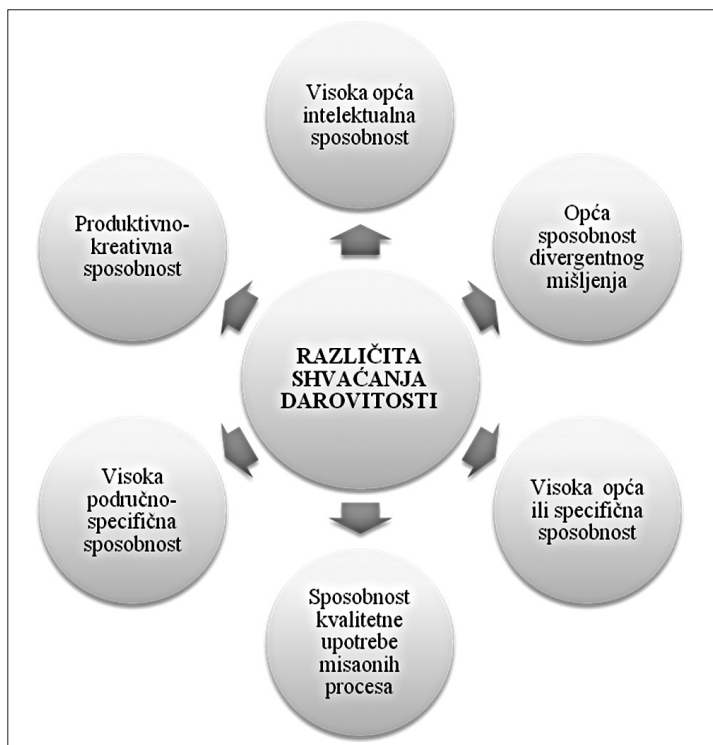 Visoka opća
intelektualna
sposobnost
Opća
sposobnost
divergentnog
mišljenja
Visoka opća
ili specifična
sposobnost
Sposobnost
kvalitetne
upotrebe
misaonih
procesa
Visoka
područno-
specifična
sposobnost
Produktivno-
kreativna
sposobnost
RAZLIČITA
SHVAĆANJA
DAROVITOSTI